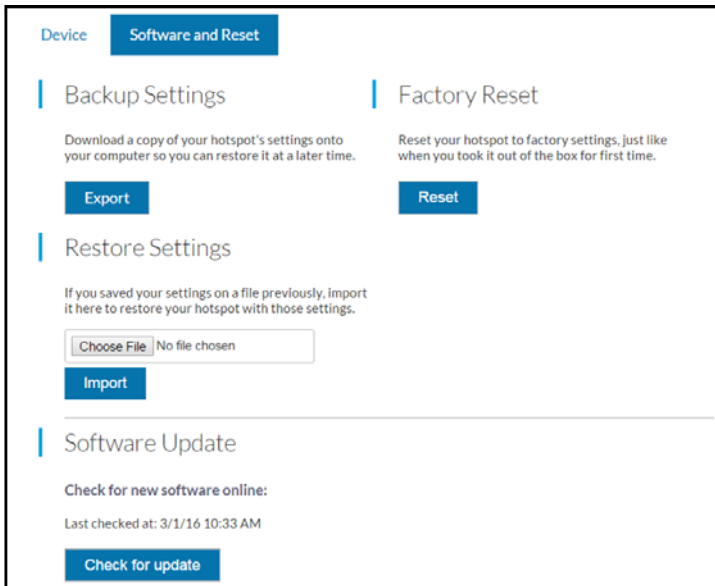 Device
Software and Reset
Backup Settings
Download a copy of your hotspot's settings onto
your computer so you can restore it at a later time.
Export
Factory Reset
Reset your hotspot to factory settings, just like
when you took it out of the box for first time.
Reset
Restore Settings
If you saved your settings on a file previously, import
it here to restore your hotspot with those settings.
Choose File No file chosen
Import
Software Update
Check for new software online:
Last checked at: 3/1/16 10:33 AM
Check for update